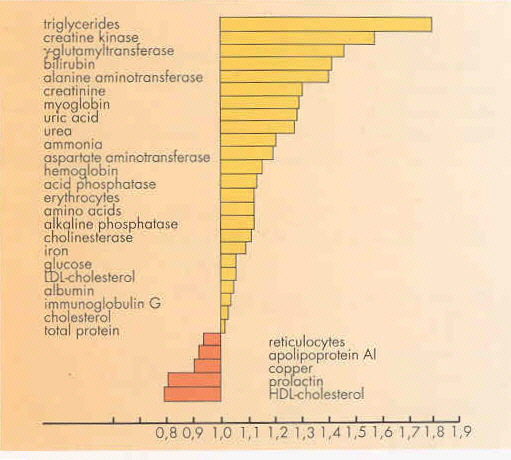 triglycerides
creatine kinase
γ-glutamyltransferase
bilirubin
alanine aminotransferase
creatinine
myoglobin
uric acid
urea
ammonia
aspartate aminotransferase
hemoglobin
acid phosphatase
erythrocytes
amino acids
alkaline phosphatase
cholinesterase
iron
glucose
LDL-cholesterol
albumin
immunoglobulin G
cholesterol
total protein
reticulocytes
apolipoprotein AI
copper
prolactin
HDL-cholesterol
0,8 0,9 1,0 1,1 1,2 1,3 1,4 1,5 1,6 1,7 1,8 1,9